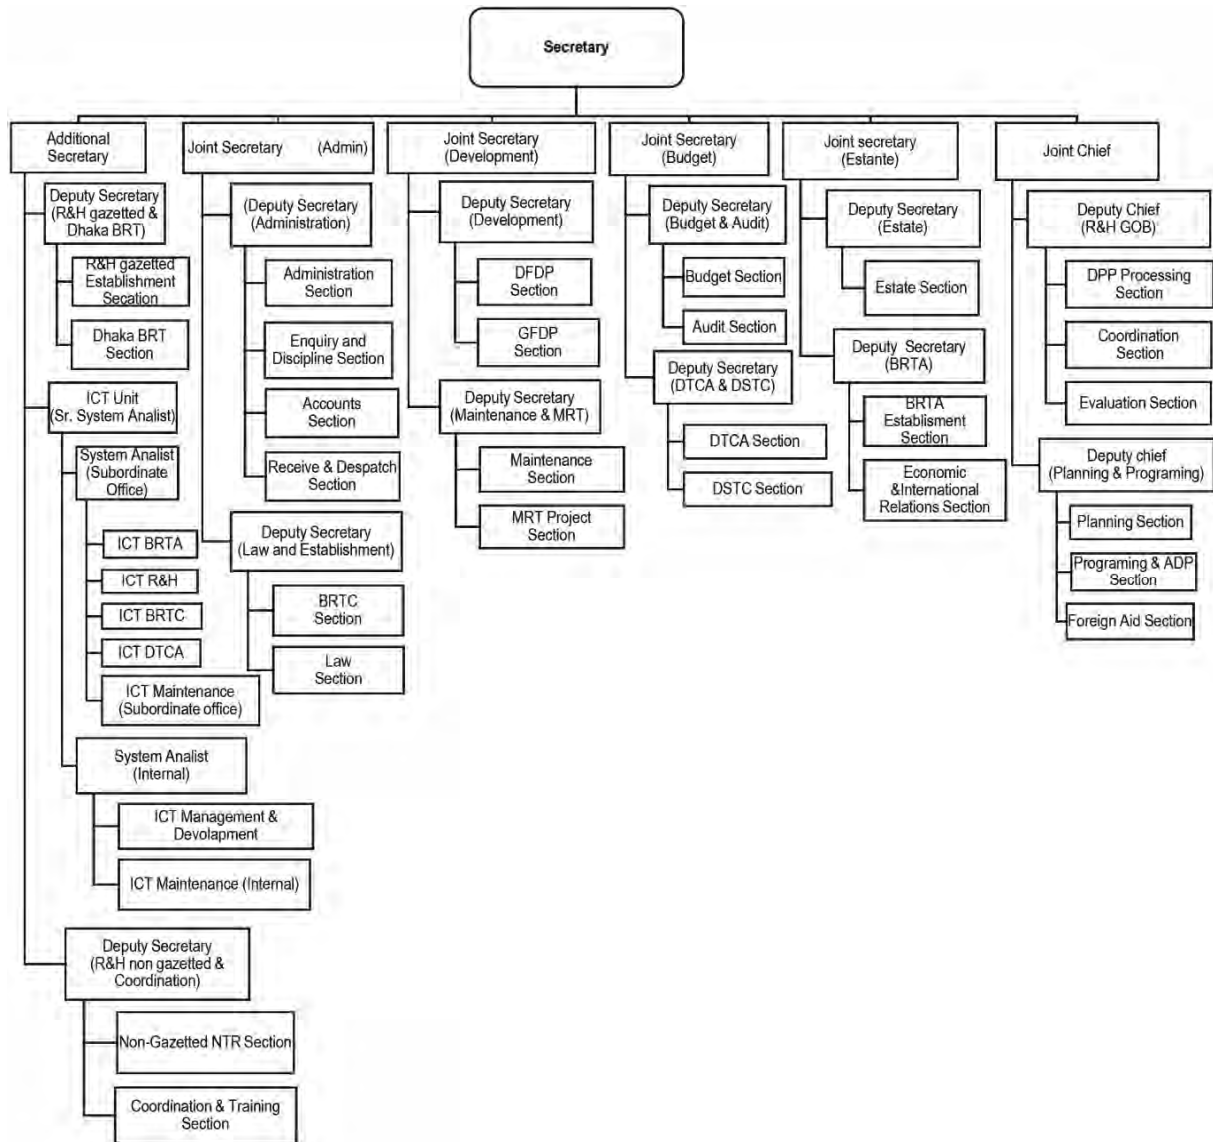 Secretary
Additional
Secretary
Deputy Secretary
(R&H gazetted &
Dhaka BRT)
R&H gazetted
Establishment
Secation
Dhaka BRT
Section
ICT Unit
(Sr. System Analist)
System Analist
(Subordinate
Office)
ICT BRTA
ICT R&H
ICT BRTC
ICT DTCA
ICT Maintenance
(Subordinate office)
System Analist
(Internal)
ICT Management &
Devolapment
ICT Maintenance (Internal)
Deputy Secretary
(R&H non gazetted &
Coordination)
Non-Gazetted NTR Section
Coordination & Training
Section
Joint Secretary (Admin)
(Deputy Secretary
(Administration)
Administration
Section
Enquiry and
Discipline Section
Accounts
Section
Receive & Despatch
Section
Deputy Secretary
(Law and Establishment)
BRTC
Section
Law
Section
Joint Secretary
(Development)
Deputy Secretary
(Development)
DFDP
Section
GFDP
Section
Deputy Secretary
(Maintenance & MRT)
Maintenance
Section
MRT Project
Section
Joint Secretary
(Budget)
Deputy Secretary
(Budget & Audit)
Budget Section
Audit Section
Deputy Secretary
(DTCA & DSTC)
DTCA Section
DSTC Section
Joint secretary
(Estante)
Deputy Secretary
(Estate)
Estate Section
Deputy Secretary
(BRTA)
BRTA
Establisment
Section
Economic
&International
Relations Section
Joint Chief
Deputy Chief
(R&H GOB)
DPP Processing
Section
Coordination
Section
Evaluation Section
Deputy chief
(Planning & Programing)
Planning Section
Programing & ADP
Section
Foreign Aid Section